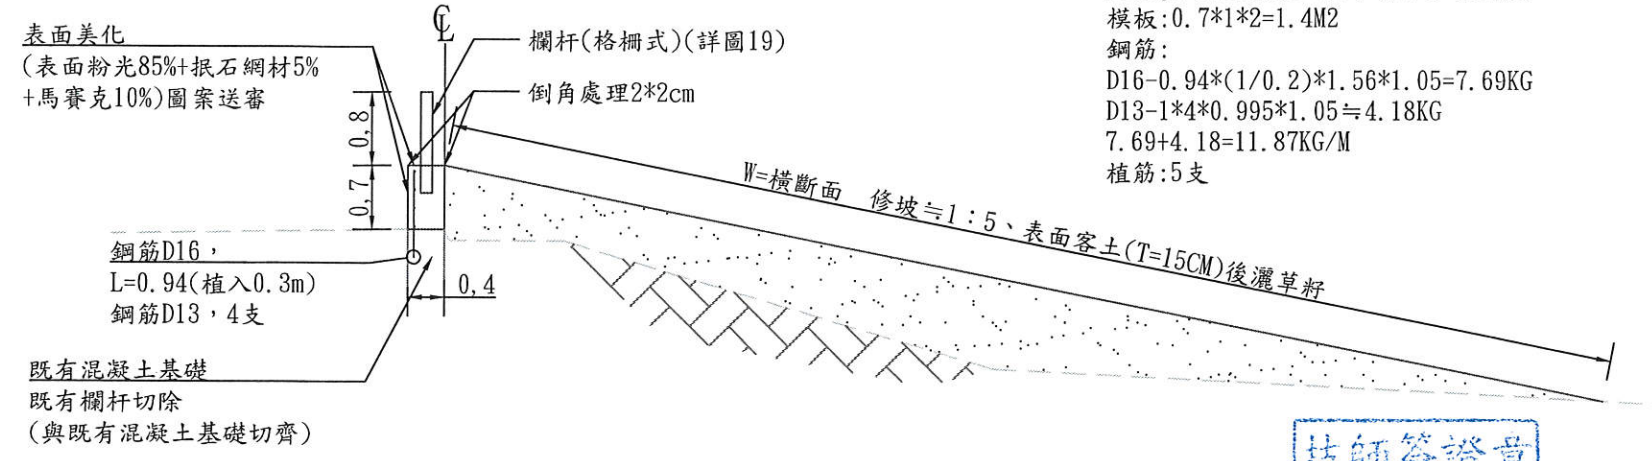 表面美化
(表面粉光85%+抿石網材5%
+馬賽克10%)圖案送審
℄
欄杆(格柵式)(詳圖19)
倒角處理2*2cm
0,8
0,7
W=橫斷面 修坡≒1：5、表面客土(T=15CM)後灑草籽
鋼筋D16，
L=0.94(植入0.3m)
鋼筋D13，4支
0,4
既有混凝土基礎
既有欄杆切除
(與既有混凝土基礎切齊)
模板:0.7*1*2=1.4M2
鋼筋:
D16-0.94*(1/0.2)*1.56*1.05=7.69KG
D13-1*4*0.995*1.05≒4.18KG
7.69+4.18=11.87KG/M
植筋:5支
技師簽證章